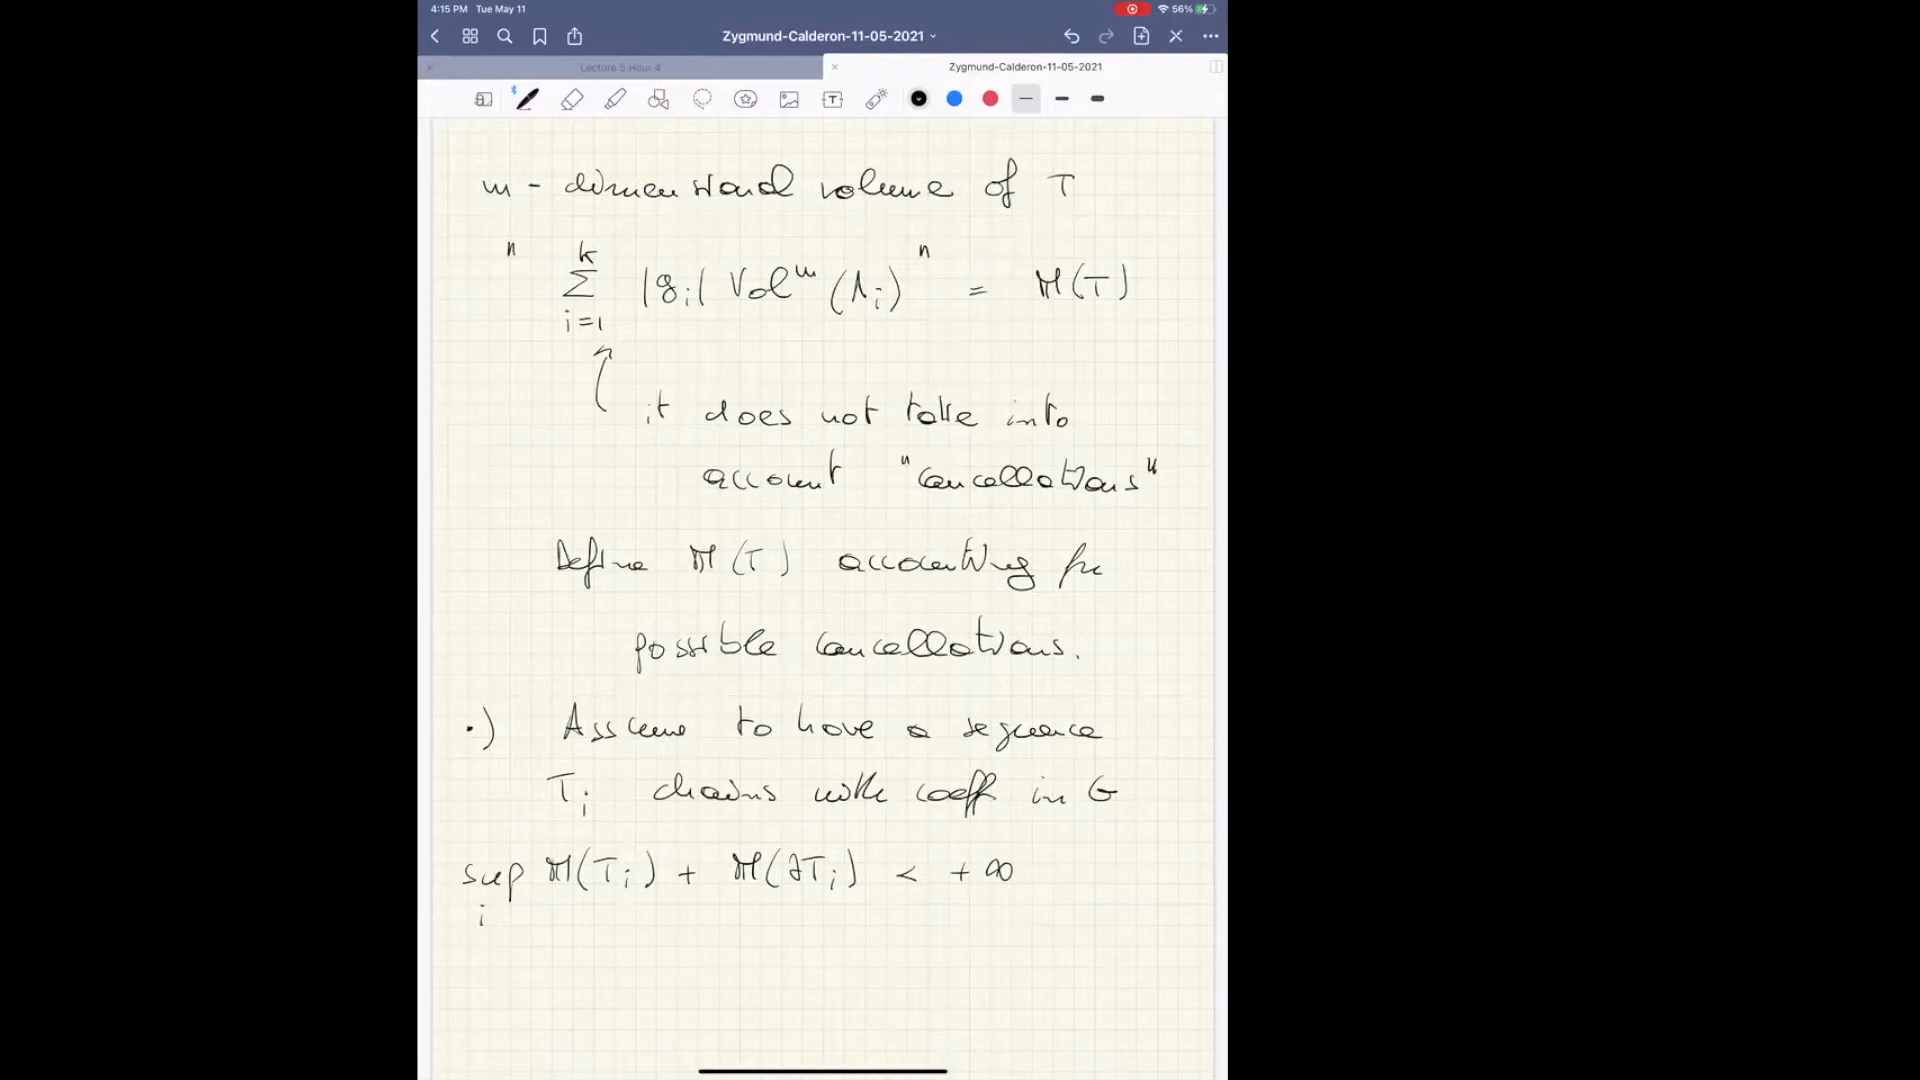 4:15 PM Tue May 11
56%
Zygmund-Calderon-11-05-2021
Lecture 5 Hour 4
Zygmund-Calderon-11-05-2021
m - dimensional volume of T
" ∑_{i=1}^{k} |g_i| Vol^m (Δ_i) " = M(T)
it does not take into
account "cancellations"
Define M(T) accounting for
possible cancellations.
•) Assume to have a sequence
T_i chains with coeff in G
sup_i M(T_i) + M(∂T_i) < +∞